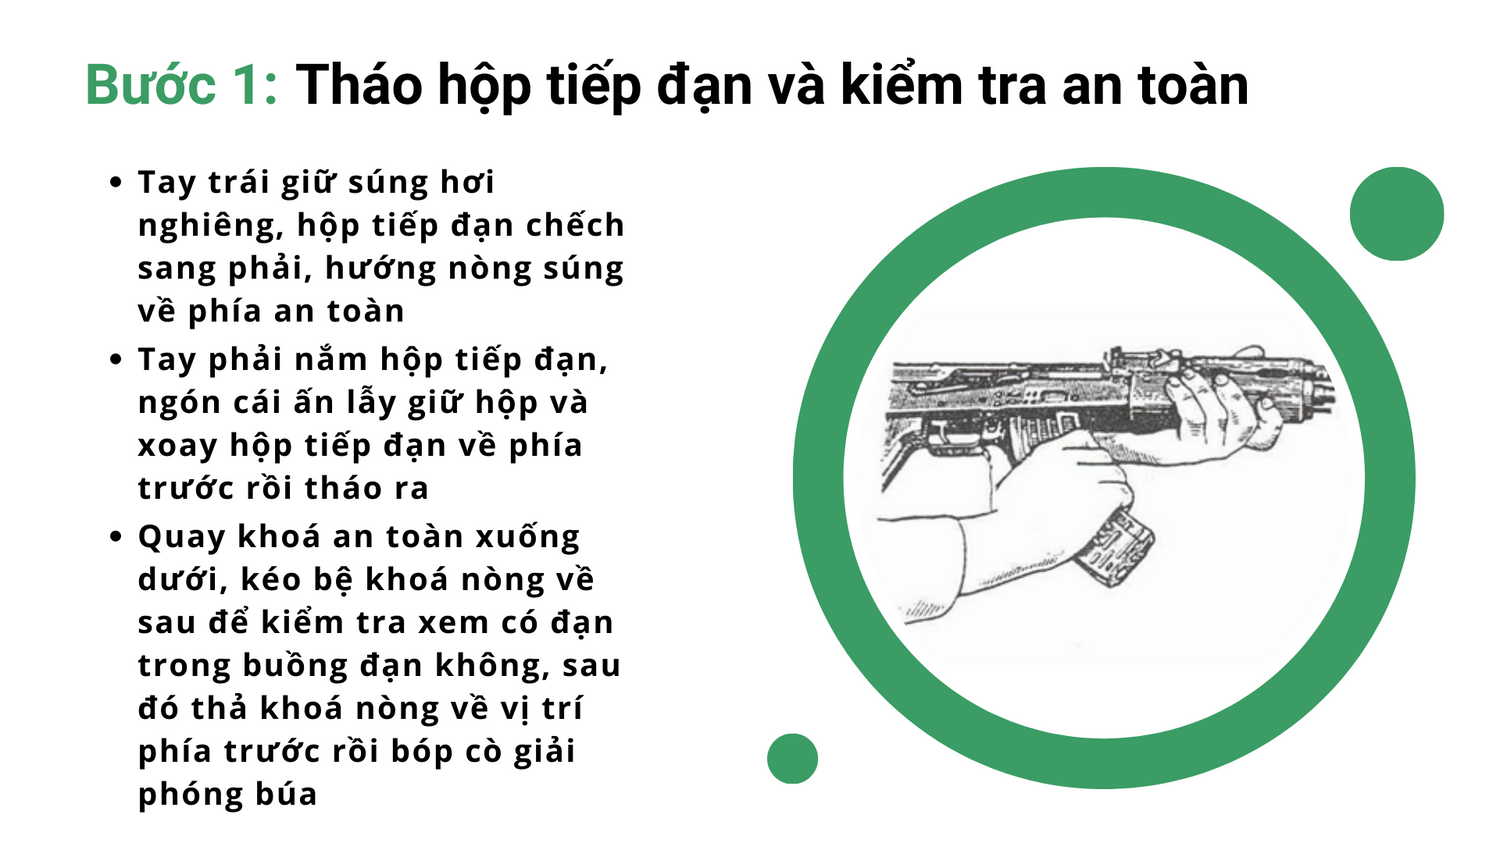 Bước 1: Tháo hộp tiếp đạn và kiểm tra an toàn
• Tay trái giữ súng hơi
nghiêng, hộp tiếp đạn chếch
sang phải, hướng nòng súng
về phía an toàn
• Tay phải nắm hộp tiếp đạn,
ngón cái ấn lẫy giữ hộp và
xoay hộp tiếp đạn về phía
trước rồi tháo ra
• Quay khoá an toàn xuống
dưới, kéo bệ khoá nòng về
sau để kiểm tra xem có đạn
trong buồng đạn không, sau
đó thả khoá nòng về vị trí
phía trước rồi bóp cò giải
phóng búa